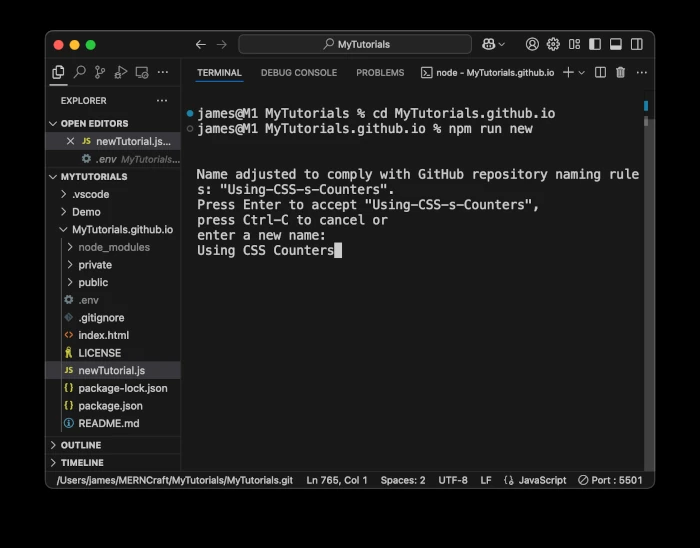 MyTutorials
TERMINAL
DEBUG CONSOLE
PROBLEMS
node - MyTutorials.github.io
EXPLORER
OPEN EDITORS
JS newTutorial.js...
.env MyTutorials...
MYTUTORIALS
.vscode
Demo
MyTutorials.github.io
node_modules
private
public
.env
.gitignore
index.html
LICENSE
JS newTutorial.js
package-lock.json
package.json
README.md
OUTLINE
TIMELINE
james@M1 MyTutorials % cd MyTutorials.github.io
james@M1 MyTutorials.github.io % npm run new
Name adjusted to comply with GitHub repository naming rule
s: "Using-CSS-s-Counters".
Press Enter to accept "Using-CSS-s-Counters",
press Ctrl-C to cancel or
enter a new name:
Using CSS Counters
/Users/james/MERNCraft/MyTutorials/MyTutorials.git
Ln 765, Col 1
Spaces: 2
UTF-8
LF
JavaScript
Port : 5501